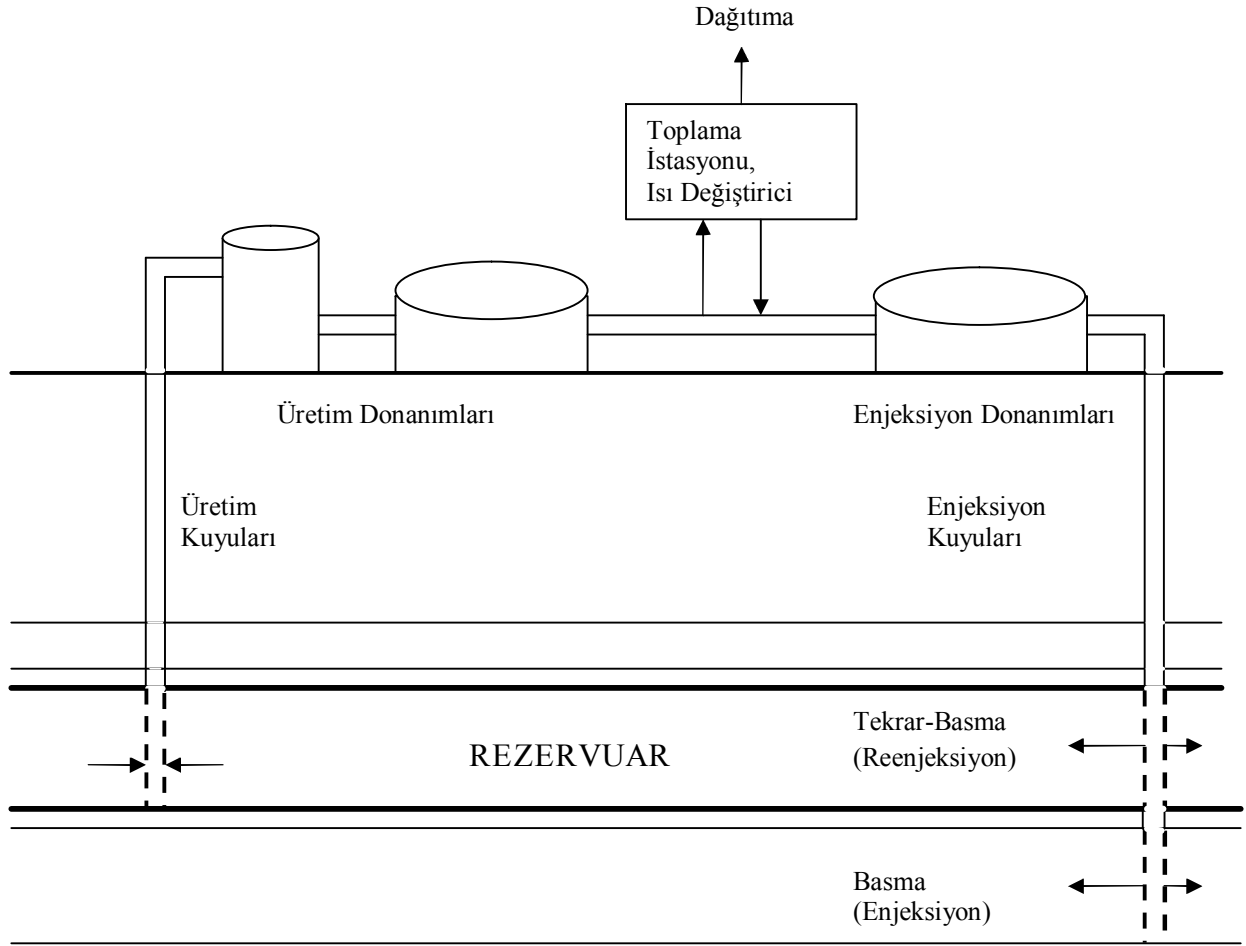 Dağıtıma
Toplama
İstasyonu,
Isı Değiştirici
Üretim Donanımları
Enjeksiyon Donanımları
Üretim
Kuyuları
Enjeksiyon
Kuyuları
REZERVUAR
Tekrar-Basma
(Reenjeksiyon)
Basma
(Enjeksiyon)